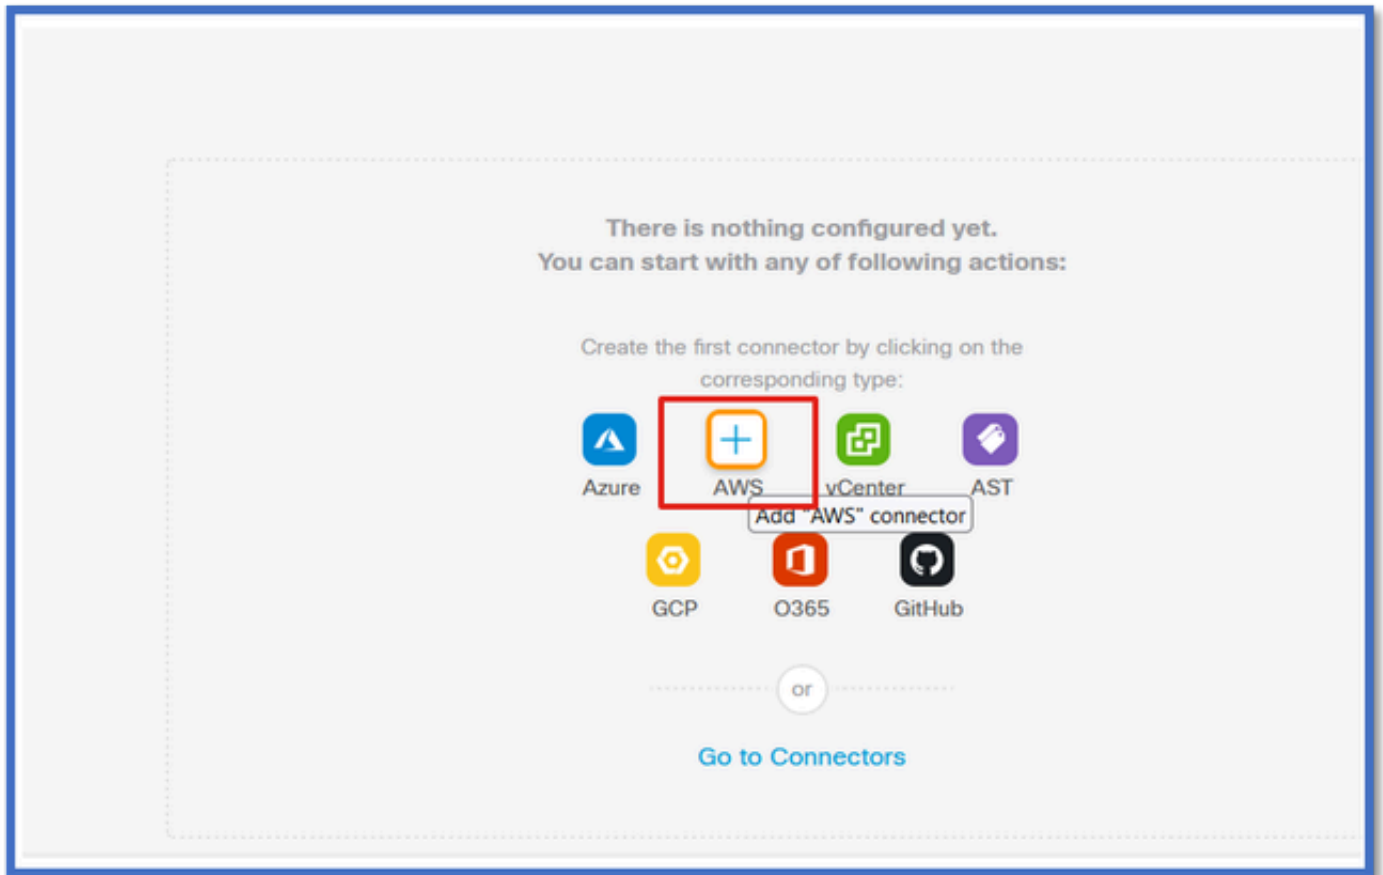 There is nothing configured yet.
You can start with any of following actions:
Create the first connector by clicking on the
corresponding type:
Azure AWS vCenter AST
Add "AWS" connector
GCP O365 GitHub
or
Go to Connectors